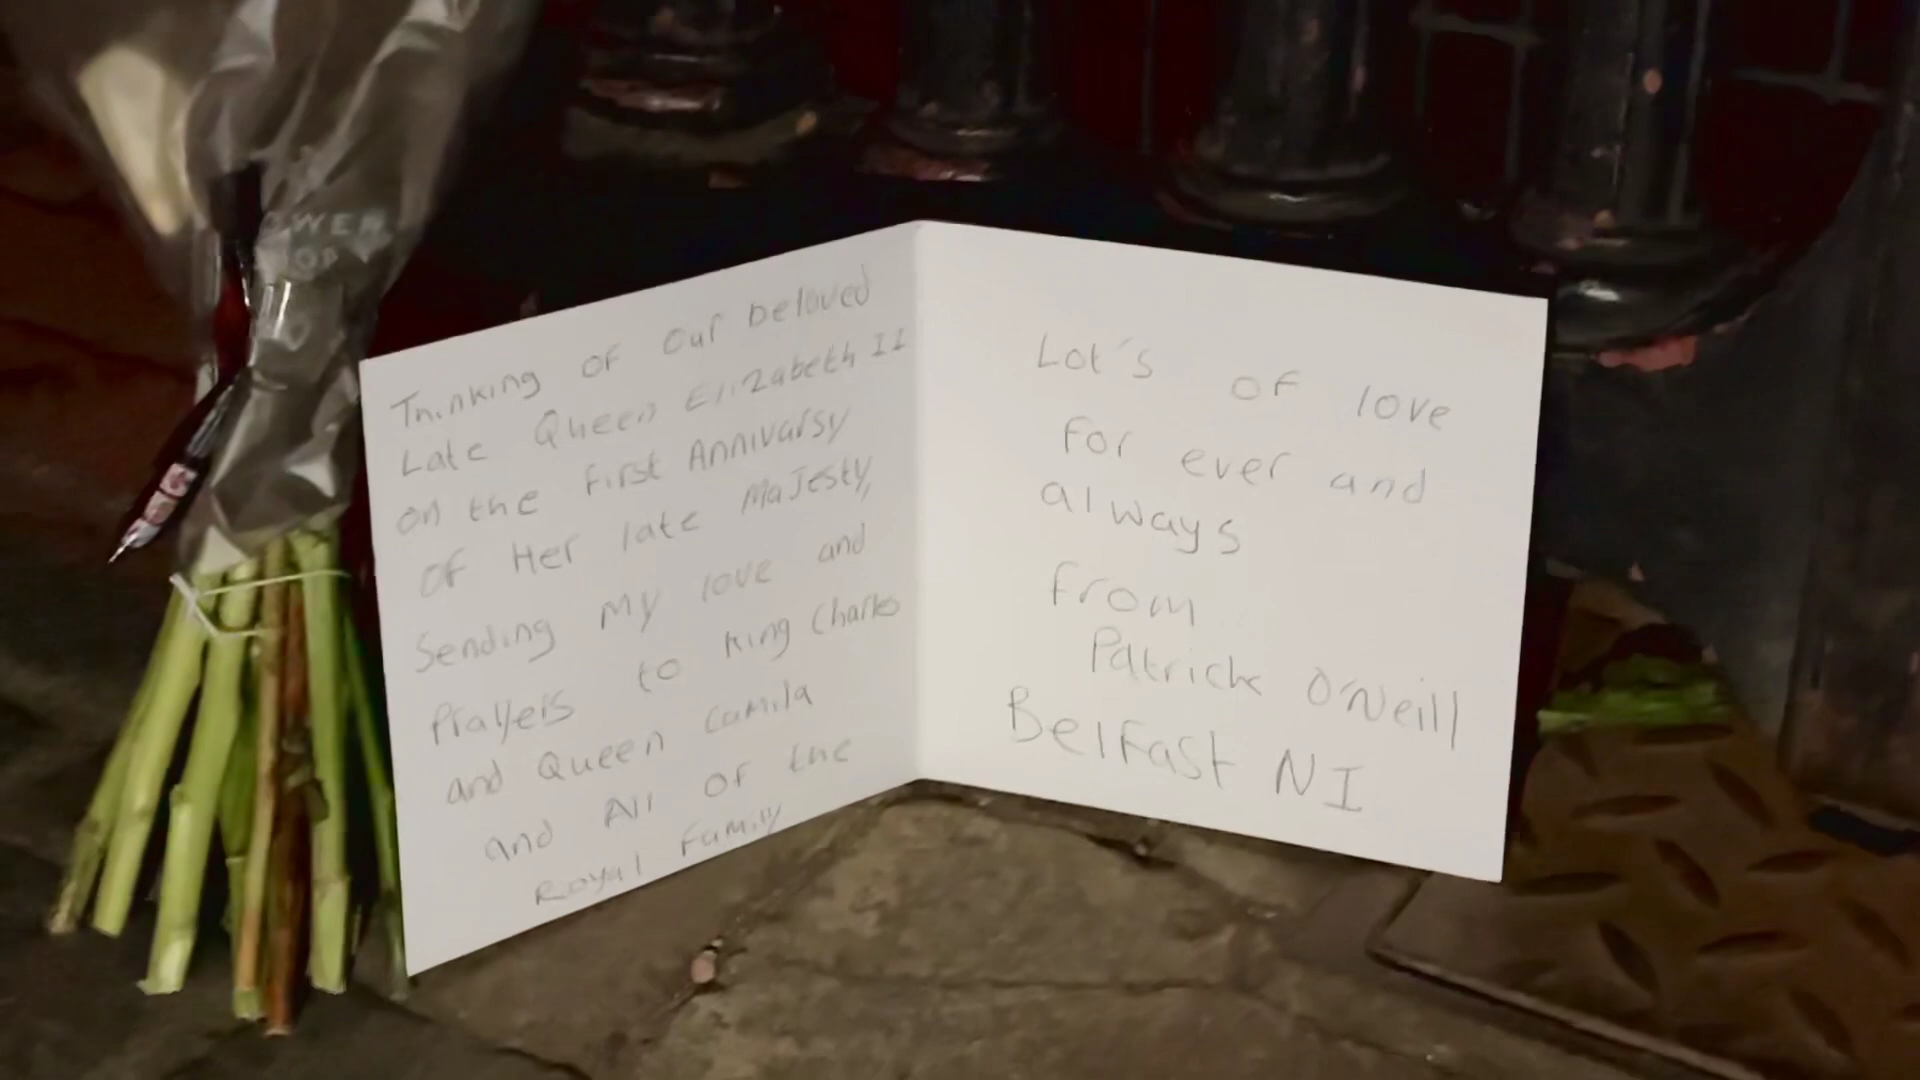 Thinking OF Our beloved
Late Queen Elizabeth II
on the First Annivarsy
OF Her late Majesty,
Sending My love and
Prayers to King Charles
and Queen Camila
and All OF the
Royal Family
Lot's OF love
For ever and
always
From
Patrick O'Neill
Belfast NI